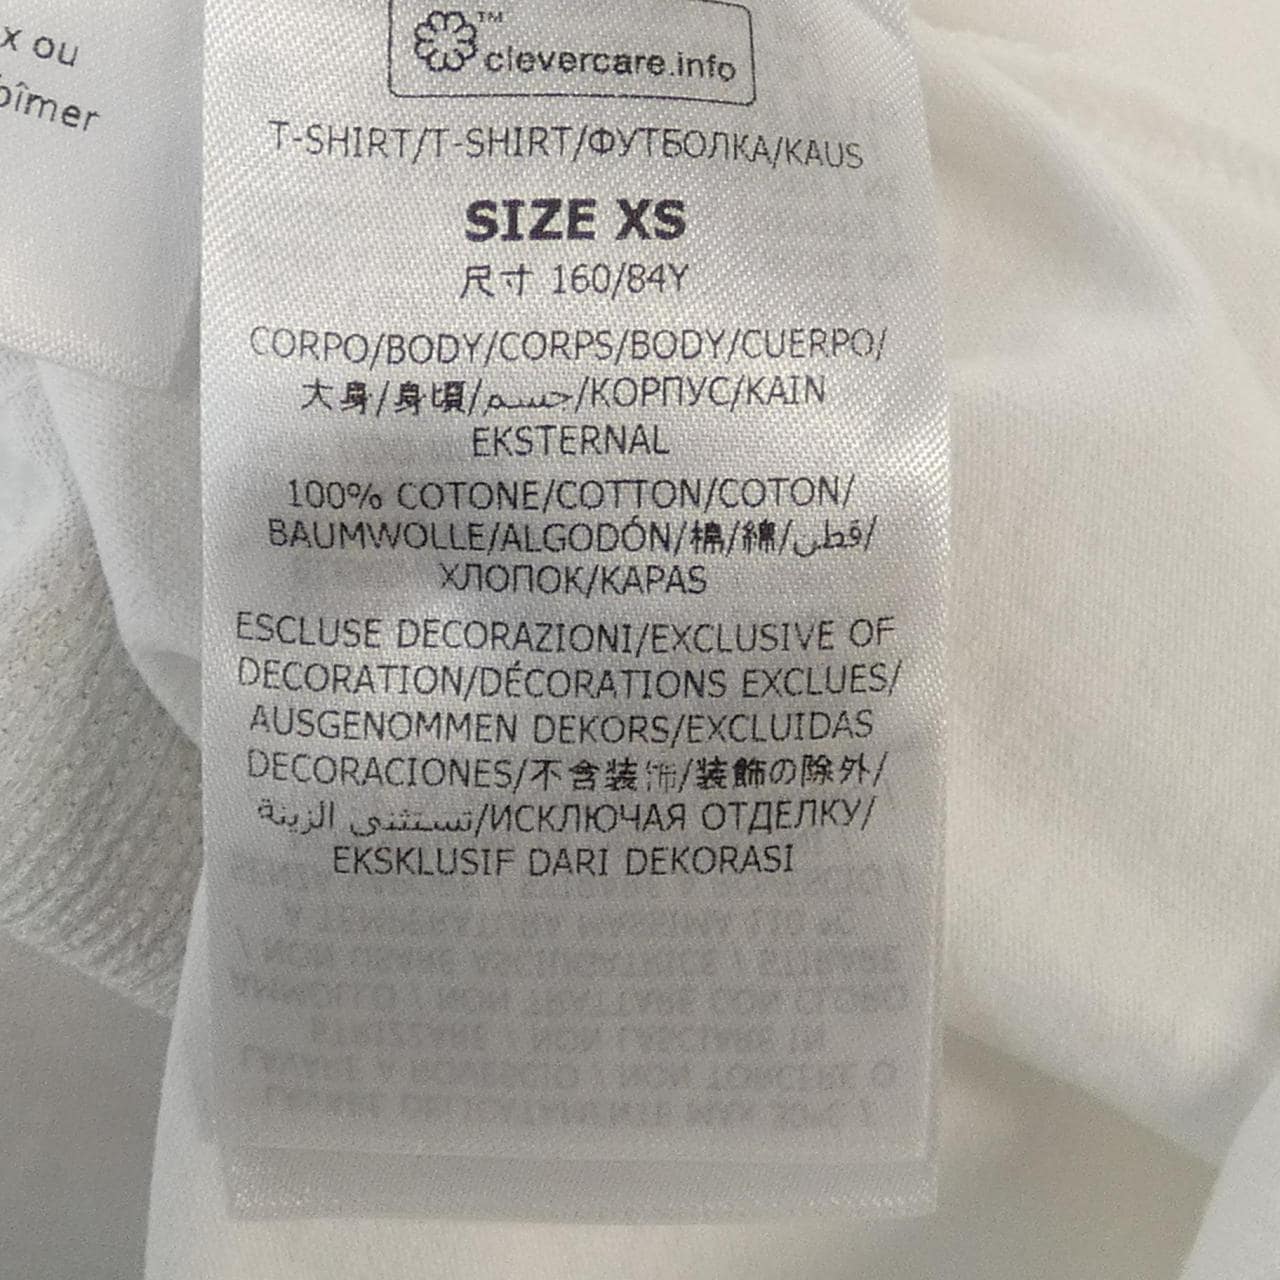 x ou
bîmer
™
clevercare.info
T-SHIRT/T-SHIRT/ФУТБОЛКА/KAUS
SIZE XS
尺寸 160/84Y
CORPO/BODY/CORPS/BODY/CUERPO/
大身/身頃/جسم/КОРПУС/KAIN
EKSTERNAL
100% COTONE/COTTON/COTON/
BAUMWOLLE/ALGODÓN/棉/綿/قطن/
ХЛОПОК/KAPAS
ESCLUSE DECORAZIONI/EXCLUSIVE OF
DECORATION/DÉCORATIONS EXCLUES/
AUSGENOMMEN DEKORS/EXCLUIDAS
DECORACIONES/不含装饰/装飾の除外/
تستثنى الزينة/ИСКЛЮЧАЯ ОТДЕЛКУ/
EKSKLUSIF DARI DEKORASI